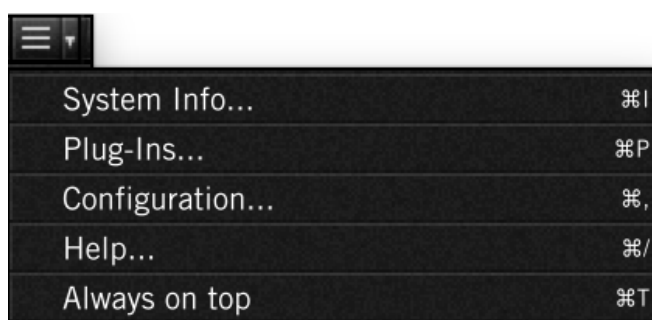 System Info... ⌘I
Plug-Ins... ⌘P
Configuration... ⌘,
Help... ⌘/
Always on top ⌘T